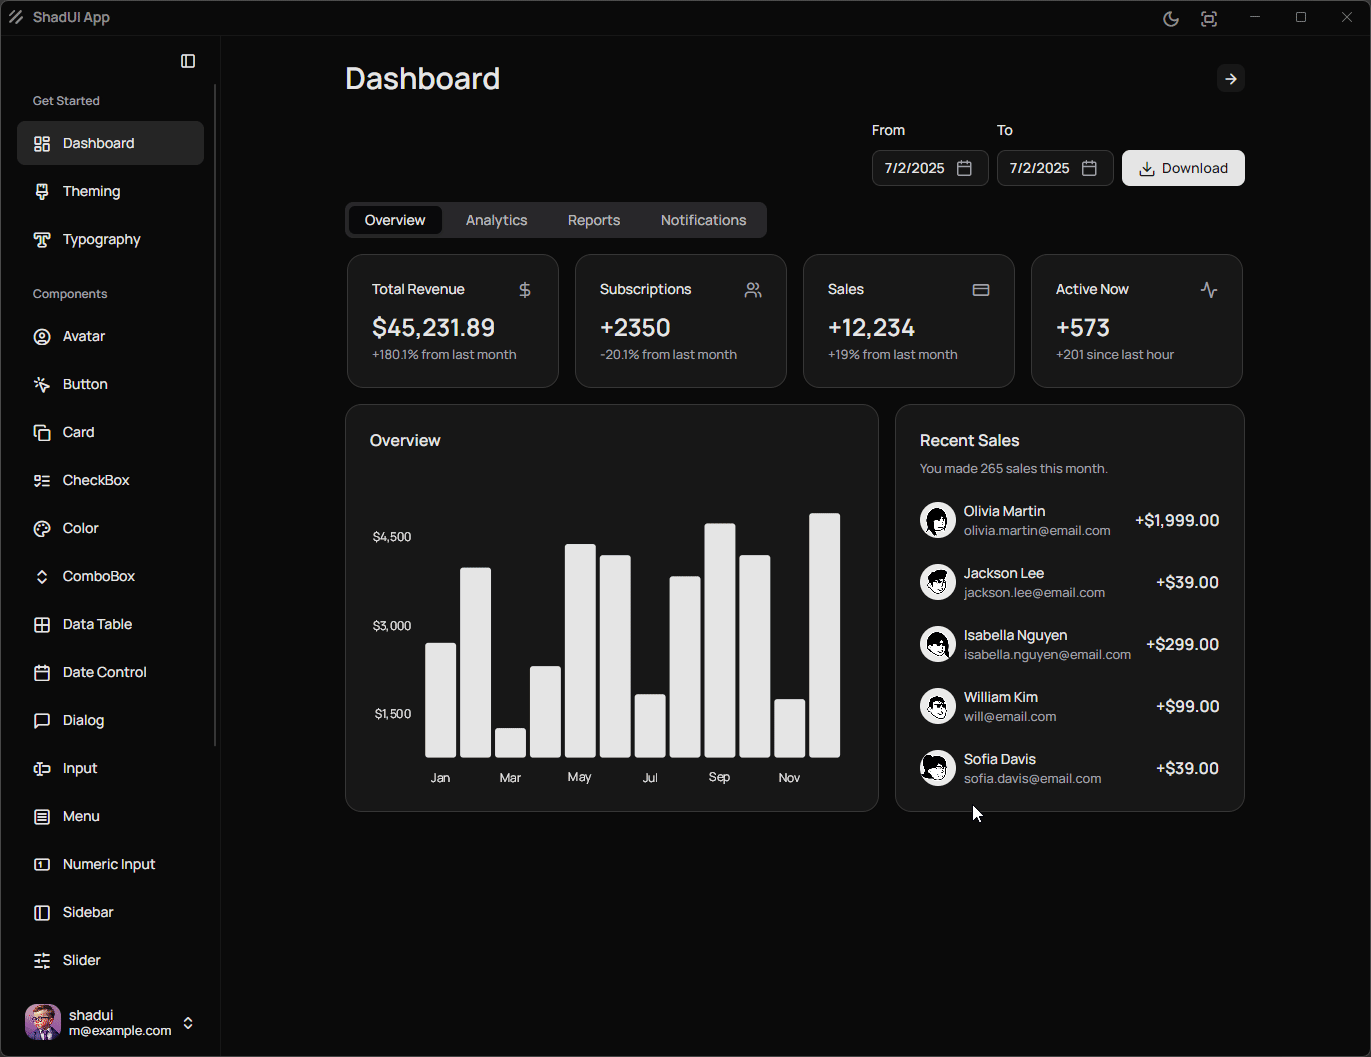 ShadUI App
Get Started
Dashboard
Theming
Typography
Components
Avatar
Button
Card
CheckBox
Color
ComboBox
Data Table
Date Control
Dialog
Input
Menu
Numeric Input
Sidebar
Slider
shadui
m@example.com
Dashboard
From
To
7/2/2025
7/2/2025
Download
Overview
Analytics
Reports
Notifications
Total Revenue
$45,231.89
+180.1% from last month
Subscriptions
+2350
-20.1% from last month
Sales
+12,234
+19% from last month
Active Now
+573
+201 since last hour
Overview
$4,500
$3,000
$1,500
Jan Mar May Jul Sep Nov
Recent Sales
You made 265 sales this month.
Olivia Martin
olivia.martin@email.com
+$1,999.00
Jackson Lee
jackson.lee@email.com
+$39.00
Isabella Nguyen
isabella.nguyen@email.com
+$299.00
William Kim
will@email.com
+$99.00
Sofia Davis
sofia.davis@email.com
+$39.00